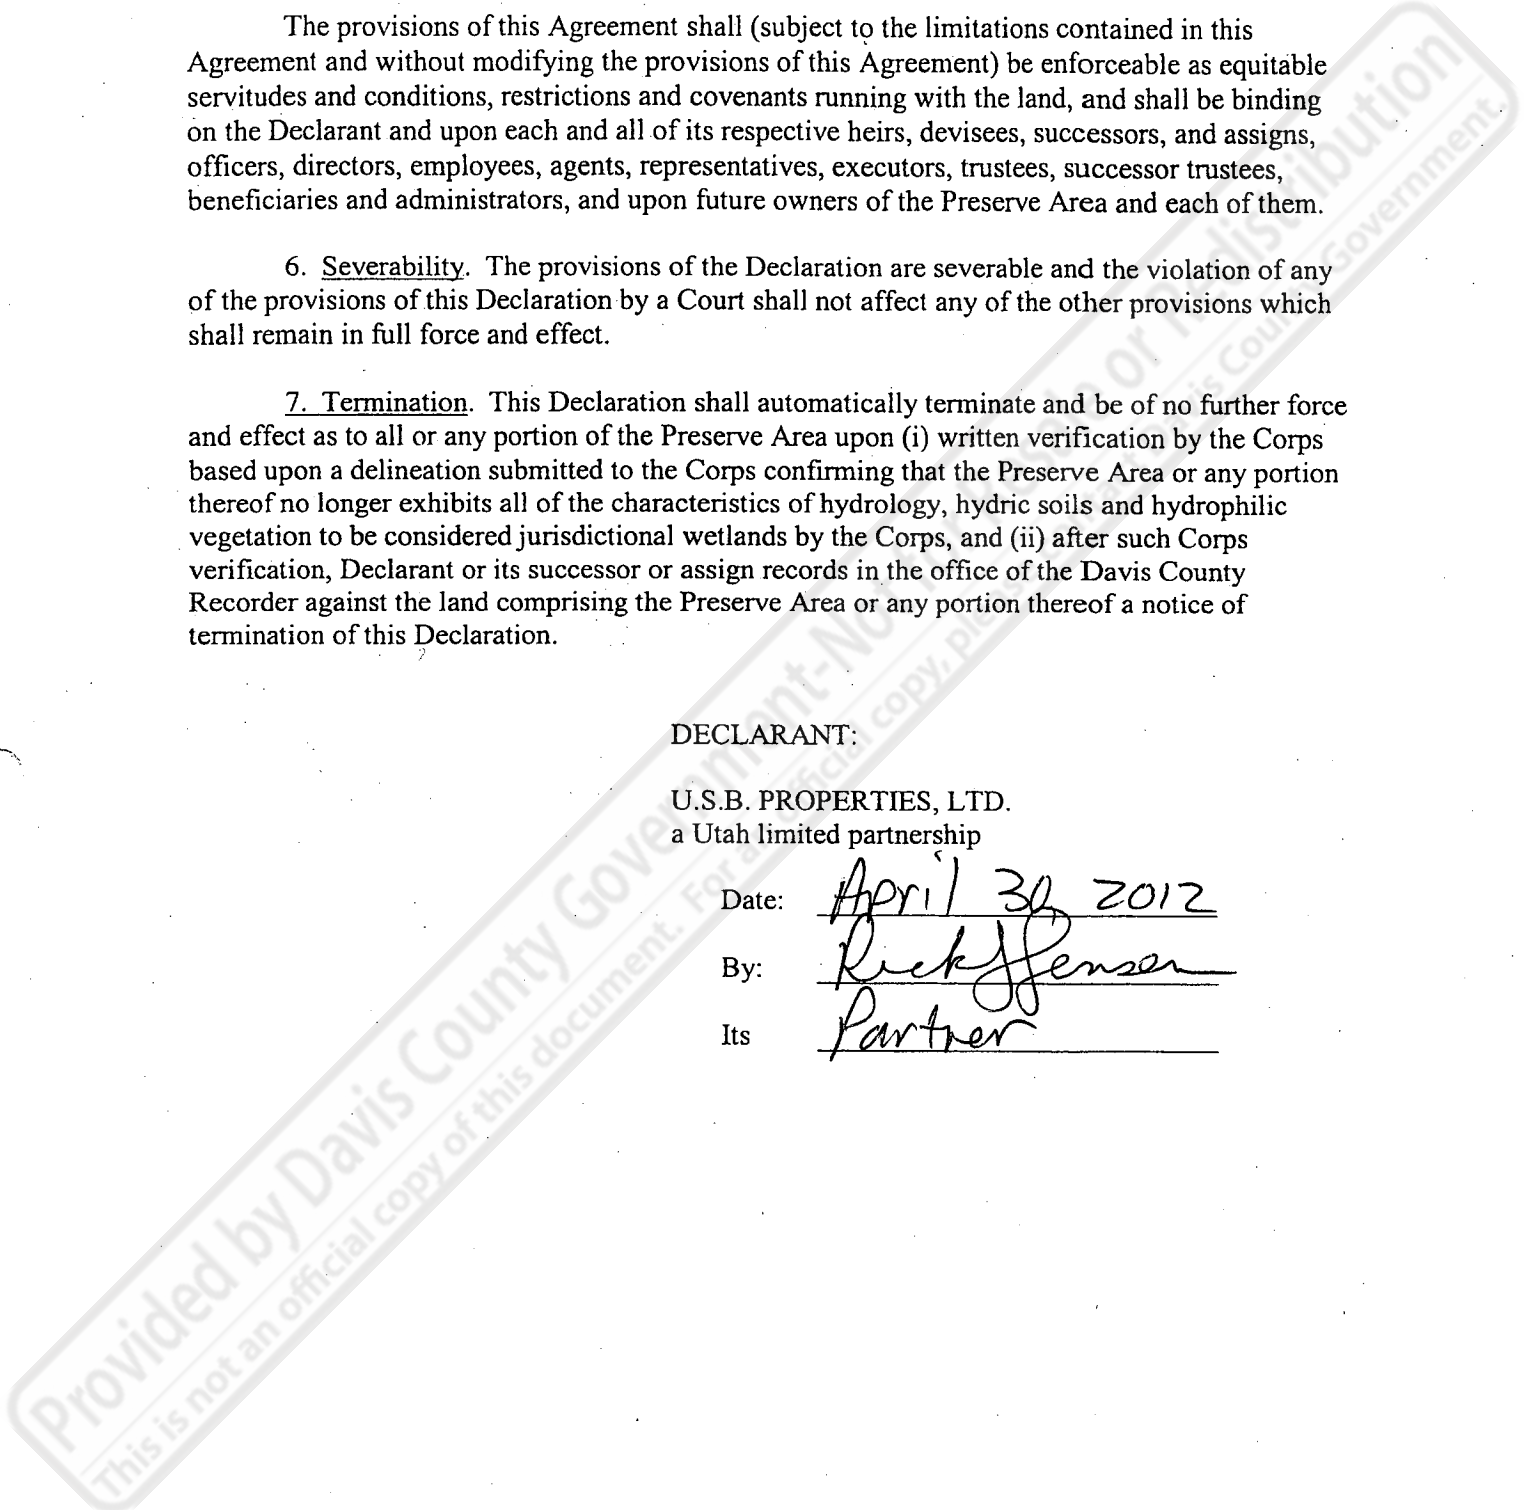 The provisions of this Agreement shall (subject to the limitations contained in this
Agreement and without modifying the provisions of this Agreement) be enforceable as equitable
servitudes and conditions, restrictions and covenants running with the land, and shall be binding
on the Declarant and upon each and all of its respective heirs, devisees, successors, and assigns,
officers, directors, employees, agents, representatives, executors, trustees, successor trustees,
beneficiaries and administrators, and upon future owners of the Preserve Area and each of them.
6. Severability. The provisions of the Declaration are severable and the violation of any
of the provisions of this Declaration by a Court shall not affect any of the other provisions which
shall remain in full force and effect.
7. Termination. This Declaration shall automatically terminate and be of no further force
and effect as to all or any portion of the Preserve Area upon (i) written verification by the Corps
based upon a delineation submitted to the Corps confirming that the Preserve Area or any portion
thereof no longer exhibits all of the characteristics of hydrology, hydric soils and hydrophilic
vegetation to be considered jurisdictional wetlands by the Corps, and (ii) after such Corps
verification, Declarant or its successor or assign records in the office of the Davis County
Recorder against the land comprising the Preserve Area or any portion thereof a notice of
termination of this Declaration.
DECLARANT:
U.S.B. PROPERTIES, LTD.
a Utah limited partnership
Date: April 30, 2012
By: Rick J Jensen
Its Partner
Provided by Davis County Government-Not for Resale or re-distribution
This is not an official copy of this document. For an official copy, please contact Davis County Government.